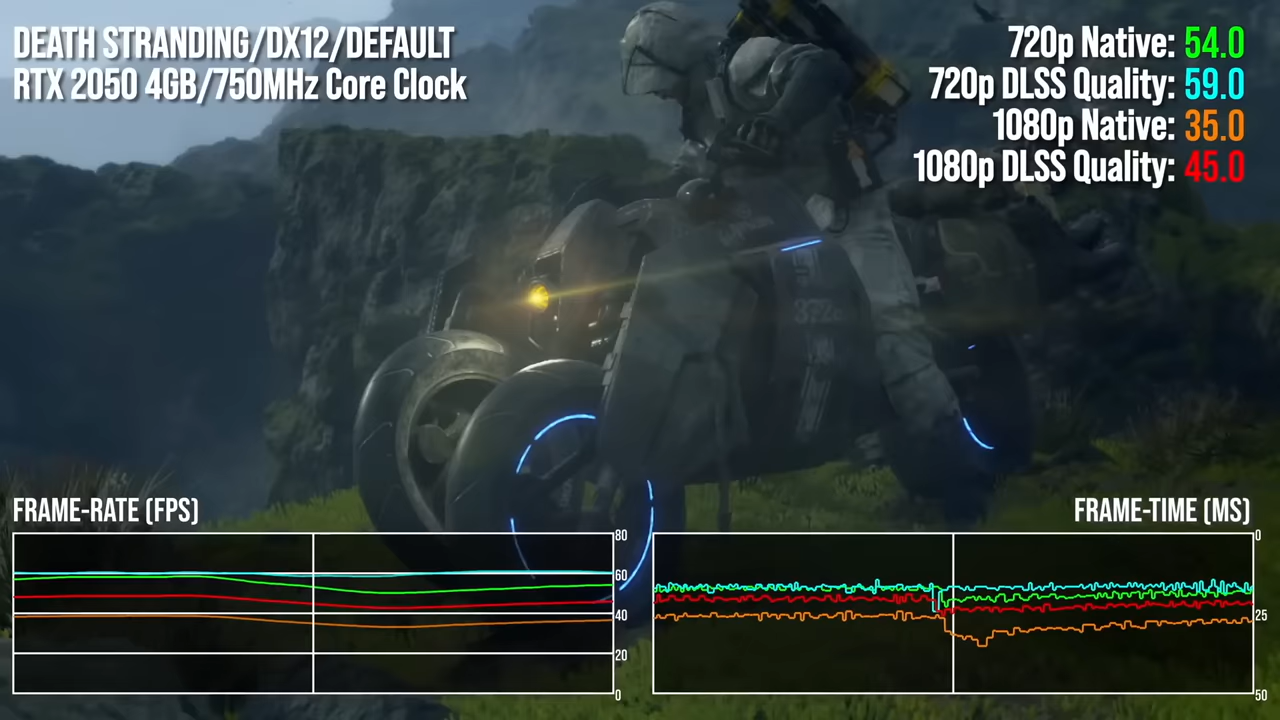 DEATH STRANDING/DX12/DEFAULT
RTX 2050 4GB/750MHz Core Clock
720p Native: 54.0
720p DLSS Quality: 59.0
1080p Native: 35.0
1080p DLSS Quality: 45.0
FRAME-RATE (FPS)
80
60
40
20
0
FRAME-TIME (MS)
0
25
50